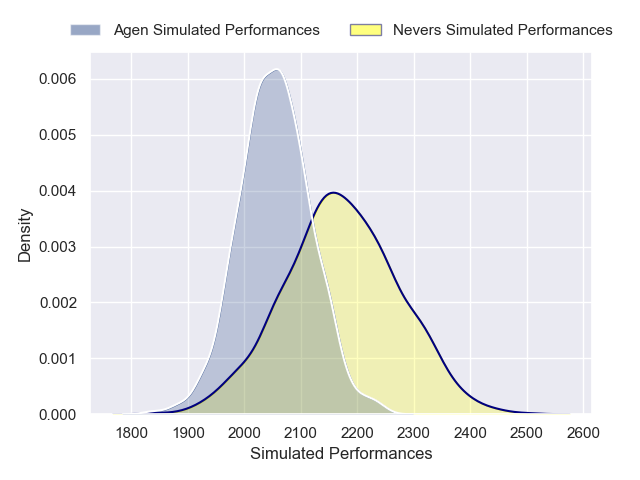 Agen Simulated Performances Nevers Simulated Performances
0.006
0.005
0.004
0.003
0.002
0.001
0.000
Density
1800 1900 2000 2100 2200 2300 2400 2500 2600
Simulated Performances